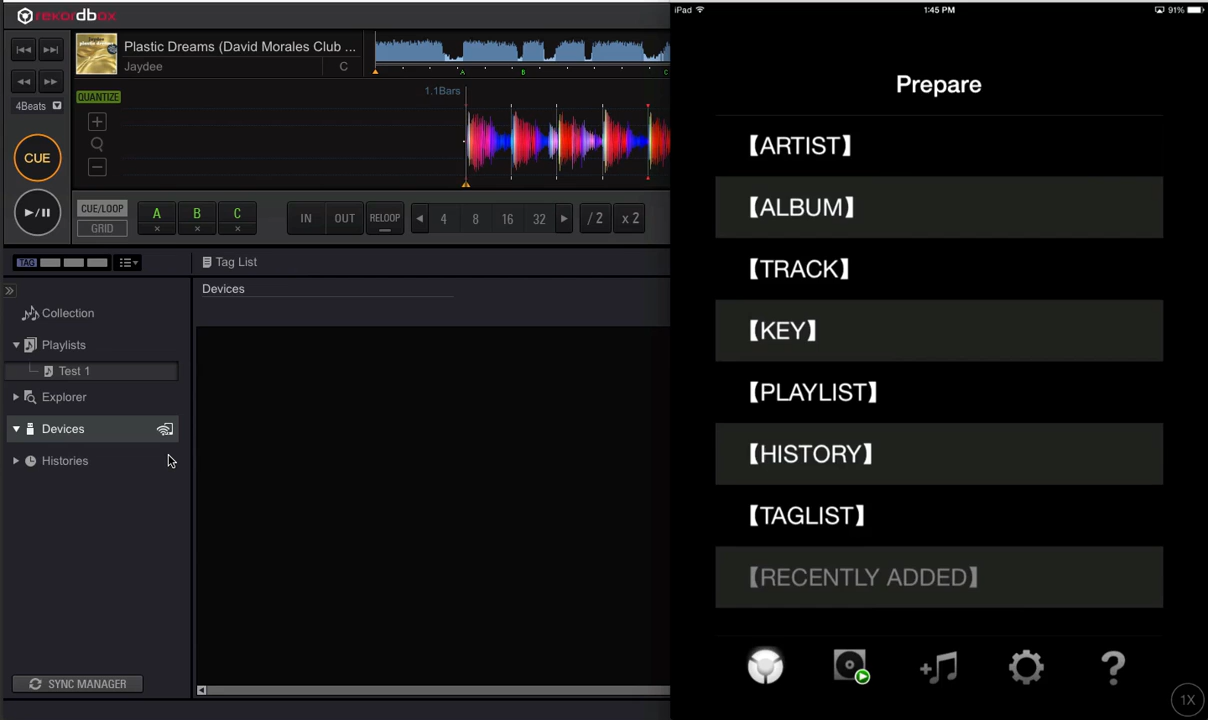 rekordbox
Plastic Dreams (David Morales Club ...
Jaydee
C
A
B
C
4Beats
QUANTIZE
1.1Bars
CUE
CUE/LOOP
GRID
A
B
C
IN
OUT
RELOOP
4
8
16
32
/ 2
x 2
TAG
Tag List
Devices
Collection
Playlists
Test 1
Explorer
Devices
Histories
SYNC MANAGER
iPad
1:45 PM
91%
Prepare
【ARTIST】
【ALBUM】
【TRACK】
【KEY】
【PLAYLIST】
【HISTORY】
【TAGLIST】
【RECENTLY ADDED】
1X